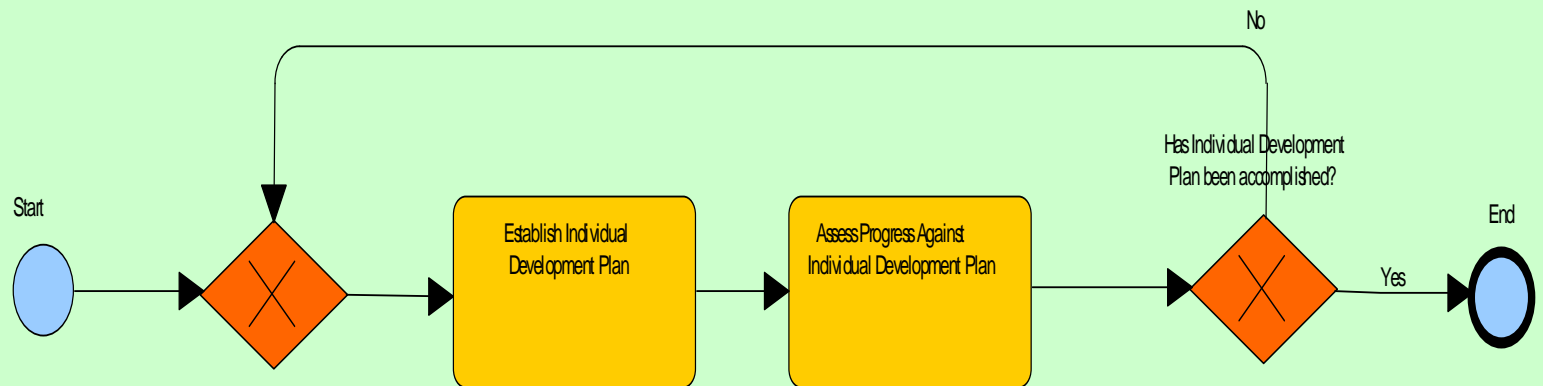 No
Has Individual Development
Plan been accomplished?
Start
Establish Individual
Development Plan
Assess Progress Against
Individual Development Plan
End
Yes